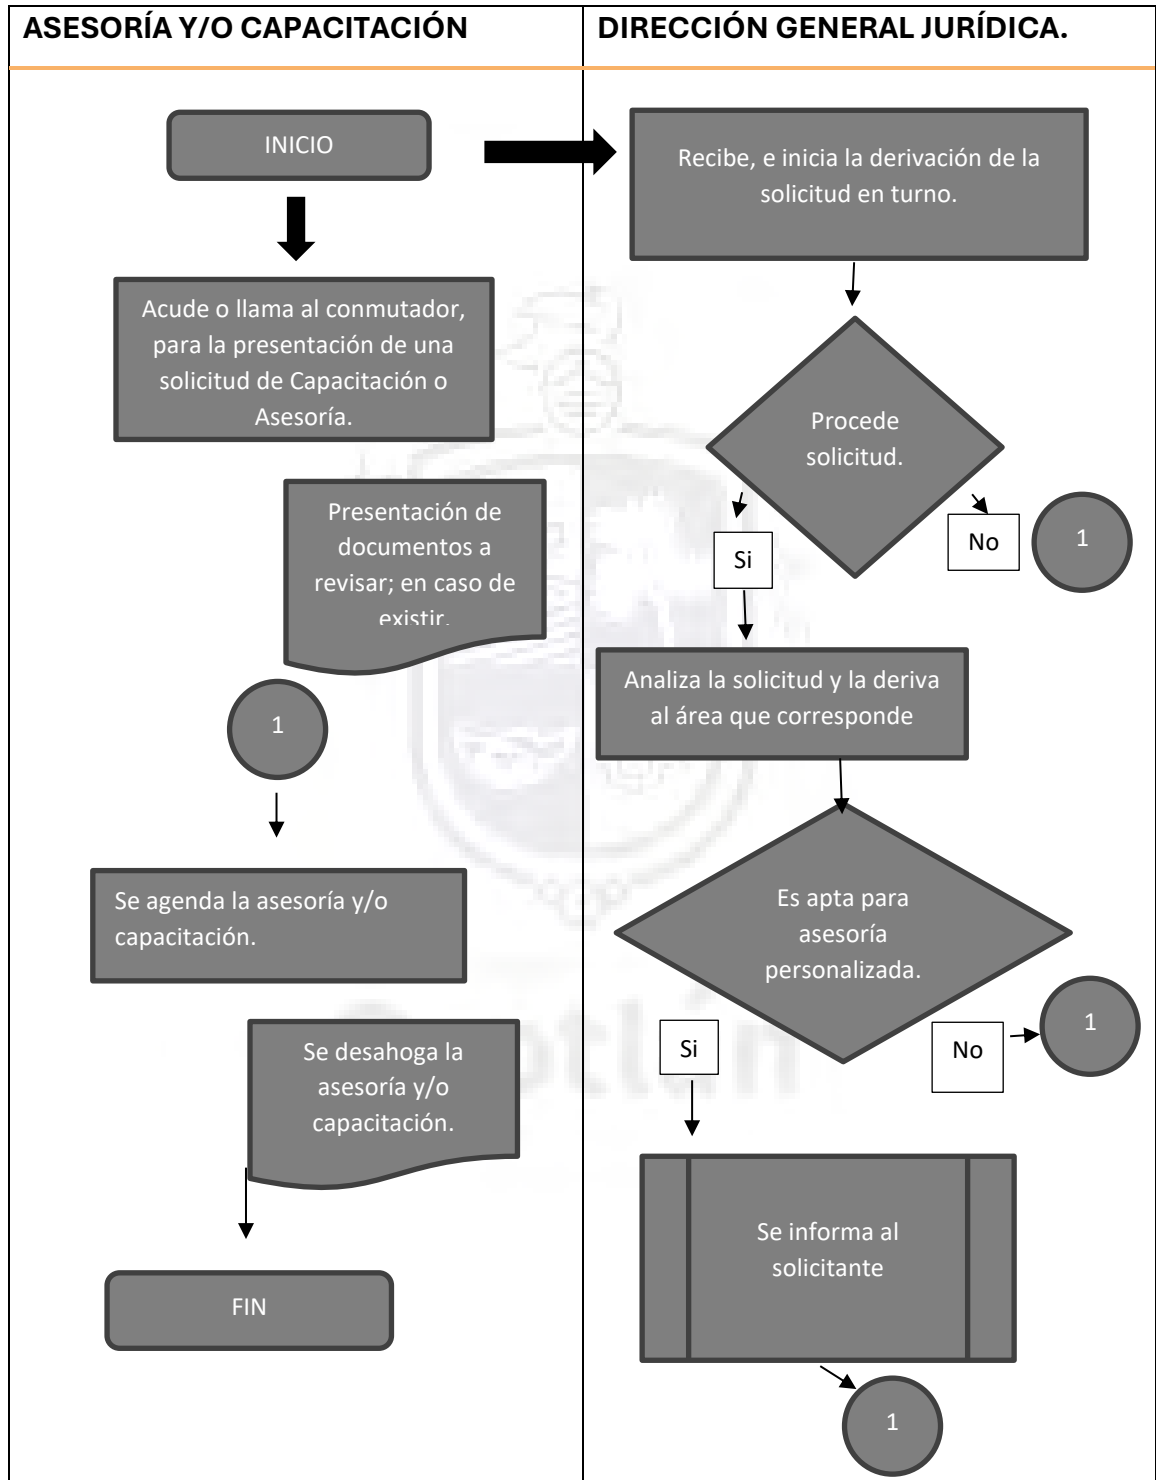 ASESORÍA Y/O CAPACITACIÓN
INICIO
Acude o llama al conmutador,
para la presentación de una
solicitud de Capacitación o
Asesoría.
Presentación de
documentos a
revisar; en caso de
existir.
1
Se agenda la asesoría y/o
capacitación.
Se desahoga la
asesoría y/o
capacitación.
FIN
DIRECCIÓN GENERAL JURÍDICA.
Recibe, e inicia la derivación de la
solicitud en turno.
Procede
solicitud.
Si
No
1
Analiza la solicitud y la deriva
al área que corresponde
Es apta para
asesoría
personalizada.
Si
No
1
Se informa al
solicitante
1